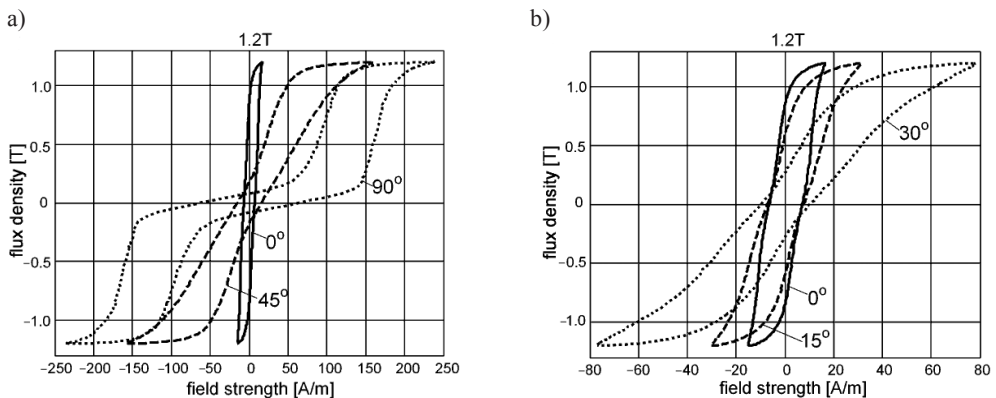 a)
1.2T
flux density [T]
1.0
0.5
0
−0.5
−1.0
90°
0°
45°
−250 −200 −150 −100 −50 0 50 100 150 200 250
field strength [A/m]
b)
1.2T
flux density [T]
1.0
0.5
0
−0.5
−1.0
30°
0°
15°
−80 −60 −40 −20 0 20 40 60 80
field strength [A/m]